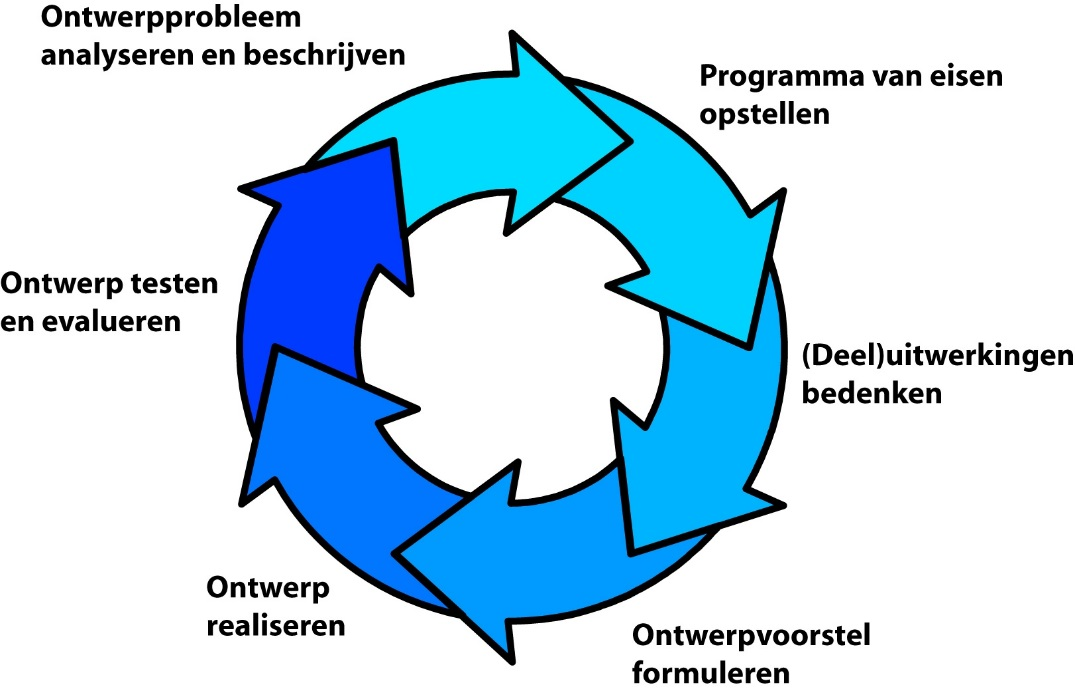 Ontwerpprobleem
analyseren en beschrijven
Programma van eisen
opstellen
(Deel)uitwerkingen
bedenken
Ontwerpvoorstel
formuleren
Ontwerp
realiseren
Ontwerp testen
en evalueren